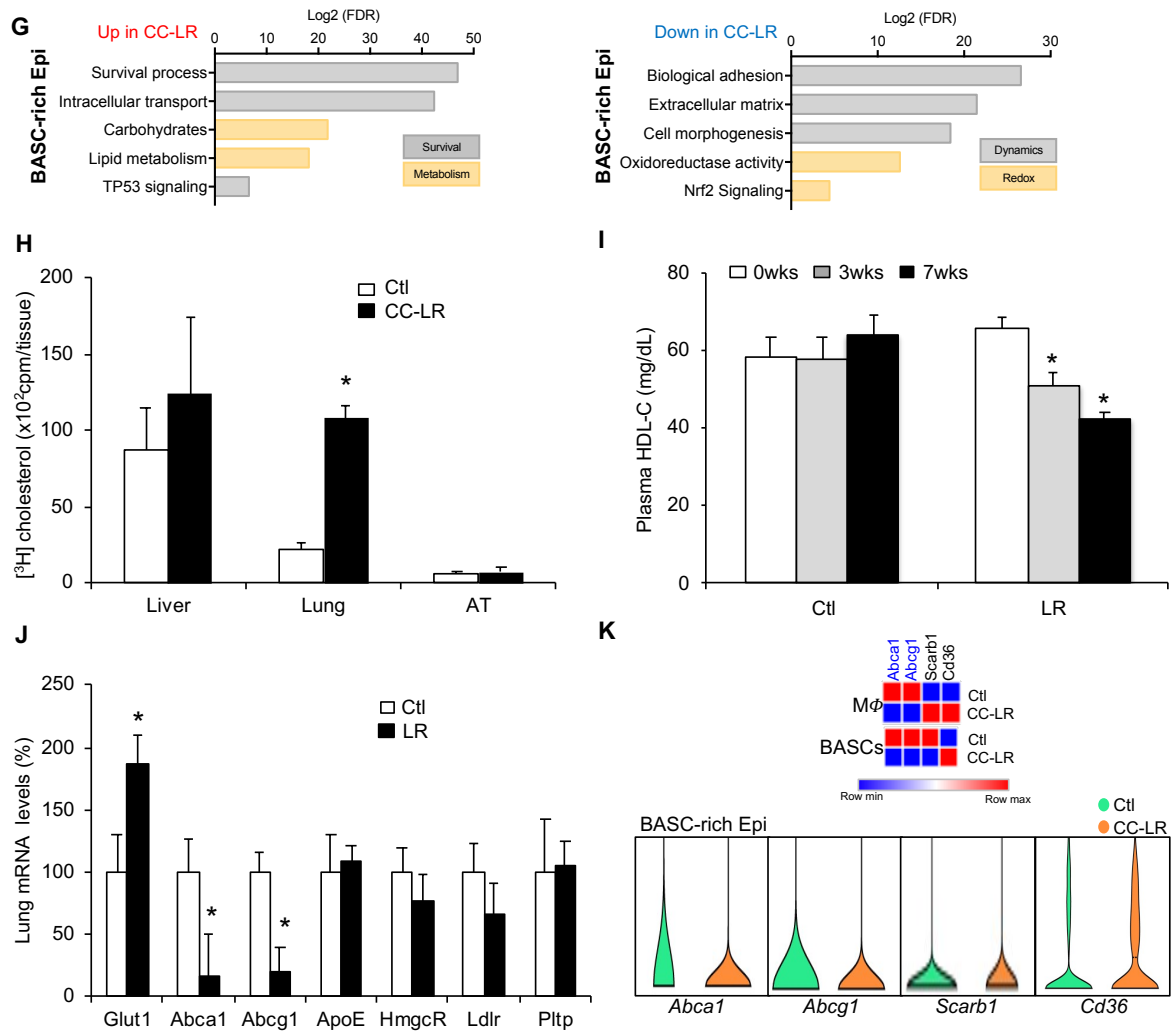 G
Up in CC-LR
Log2 (FDR)
0 10 20 30 40 50
BASC-rich Epi
Survival process
Intracellular transport
Carbohydrates
Lipid metabolism
TP53 signaling
Survival
Metabolism
Down in CC-LR
Log2 (FDR)
0 10 20 30
BASC-rich Epi
Biological adhesion
Extracellular matrix
Cell morphogenesis
Oxidoreductase activity
Nrf2 Signaling
Dynamics
Redox
H
[³H] cholesterol (x10²cpm/tissue)
200
150
100
50
0
Ctl
CC-LR
*
Liver Lung AT
I
Plasma HDL-C (mg/dL)
80
60
40
20
0
0wks 3wks 7wks
*
*
Ctl LR
J
Lung mRNA levels (%)
250
200
150
100
50
0
Ctl
LR
*
*
*
Glut1 Abca1 Abcg1 ApoE HmgcR Ldlr Pltp
K
Abca1
Abcg1
Scarb1
Cd36
MΦ
Ctl
CC-LR
BASCs
Ctl
CC-LR
Row min Row max
Ctl
CC-LR
BASC-rich Epi
Abca1 Abcg1 Scarb1 Cd36